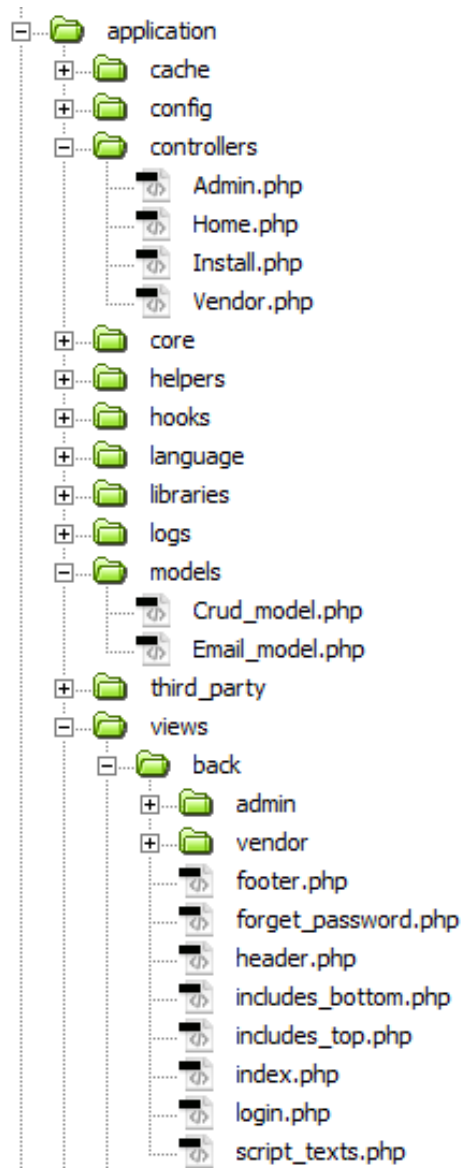 application
cache
config
controllers
Admin.php
Home.php
Install.php
Vendor.php
core
helpers
hooks
language
libraries
logs
models
Crud_model.php
Email_model.php
third_party
views
back
admin
vendor
footer.php
forget_password.php
header.php
includes_bottom.php
includes_top.php
index.php
login.php
script_texts.php